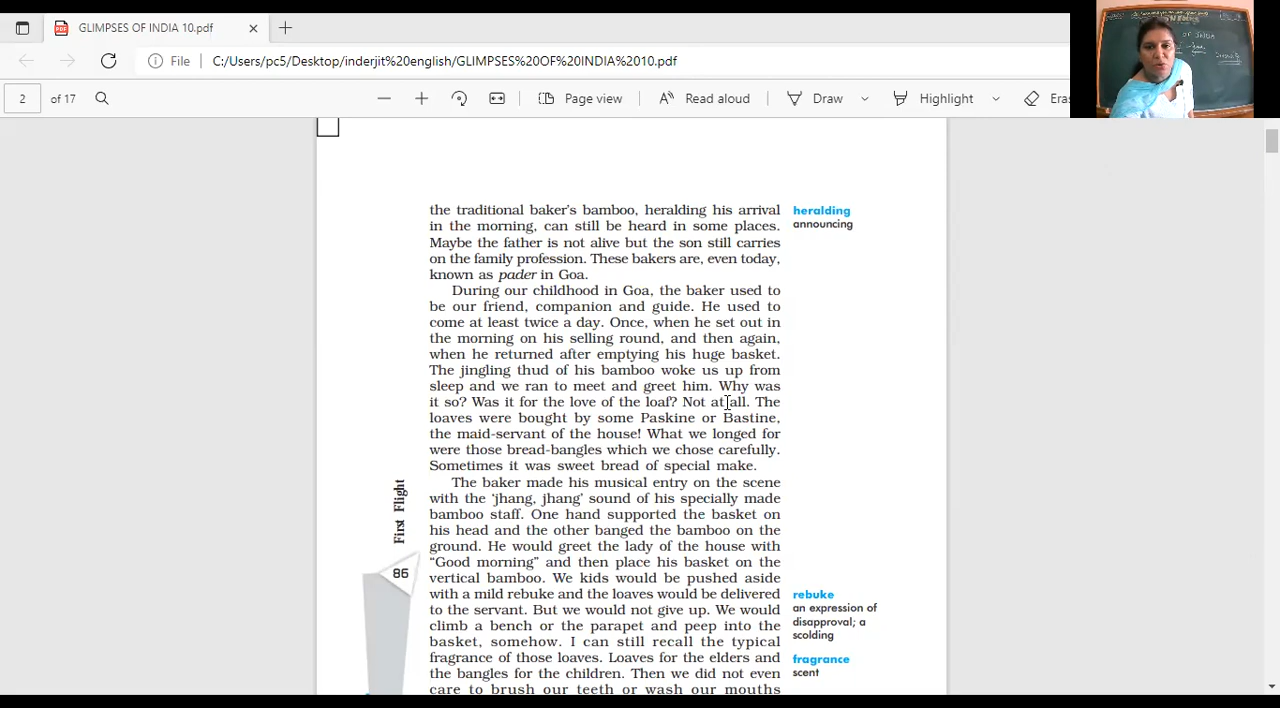 GLIMPSES OF INDIA 10.pdf
File
C:/Users/pc5/Desktop/inderjit%20english/GLIMPSES%20OF%20INDIA%2010.pdf
2 of 17
Page view
Read aloud
Draw
Highlight
Eras
OF INDIA
the traditional baker's bamboo, heralding his arrival
in the morning, can still be heard in some places.
Maybe the father is not alive but the son still carries
on the family profession. These bakers are, even today,
known as pader in Goa.
heralding
announcing
During our childhood in Goa, the baker used to
be our friend, companion and guide. He used to
come at least twice a day. Once, when he set out in
the morning on his selling round, and then again,
when he returned after emptying his huge basket.
The jingling thud of his bamboo woke us up from
sleep and we ran to meet and greet him. Why was
it so? Was it for the love of the loaf? Not at all. The
loaves were bought by some Paskine or Bastine,
the maid-servant of the house! What we longed for
were those bread-bangles which we chose carefully.
Sometimes it was sweet bread of special make.
The baker made his musical entry on the scene
with the 'jhang, jhang' sound of his specially made
bamboo staff. One hand supported the basket on
his head and the other banged the bamboo on the
ground. He would greet the lady of the house with
"Good morning" and then place his basket on the
vertical bamboo. We kids would be pushed aside
with a mild rebuke and the loaves would be delivered
to the servant. But we would not give up. We would
climb a bench or the parapet and peep into the
basket, somehow. I can still recall the typical
fragrance of those loaves. Loaves for the elders and
the bangles for the children. Then we did not even
care to brush our teeth or wash our mouths
rebuke
an expression of
disapproval; a
scolding
fragrance
scent
First Flight
86